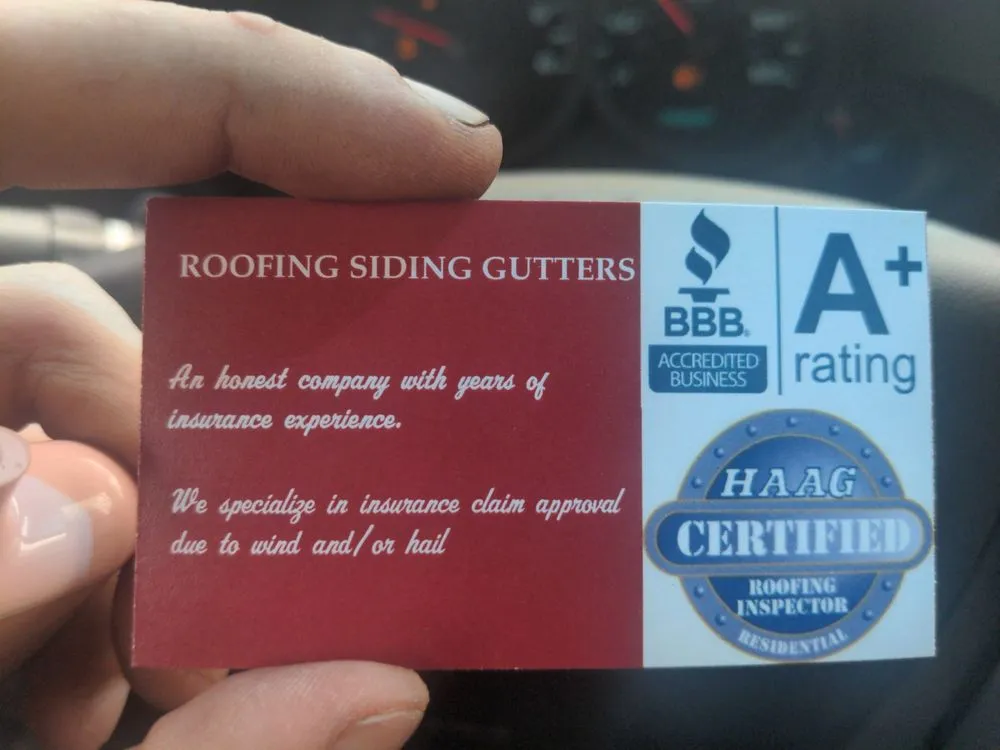 ROOFING SIDING GUTTERS
An honest company with years of
insurance experience.
We specialize in insurance claim approval
due to wind and/or hail
BBB.
ACCREDITED
BUSINESS
A+
rating
HAAG
CERTIFIED
ROOFING
INSPECTOR
RESIDENTIAL